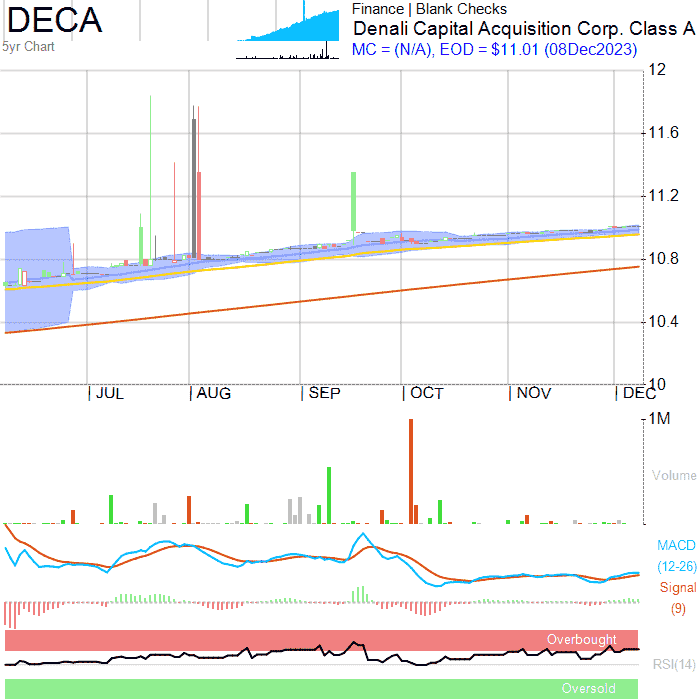 DECA
5yr Chart
Finance | Blank Checks
Denali Capital Acquisition Corp. Class A
MC = (N/A), EOD = $11.01 (08Dec2023)
12
11.6
11.2
10.8
10.4
10
JUL AUG SEP OCT NOV DEC
1M
Volume
MACD
(12-26)
Signal
(9)
Overbought
RSI(14)
Oversold